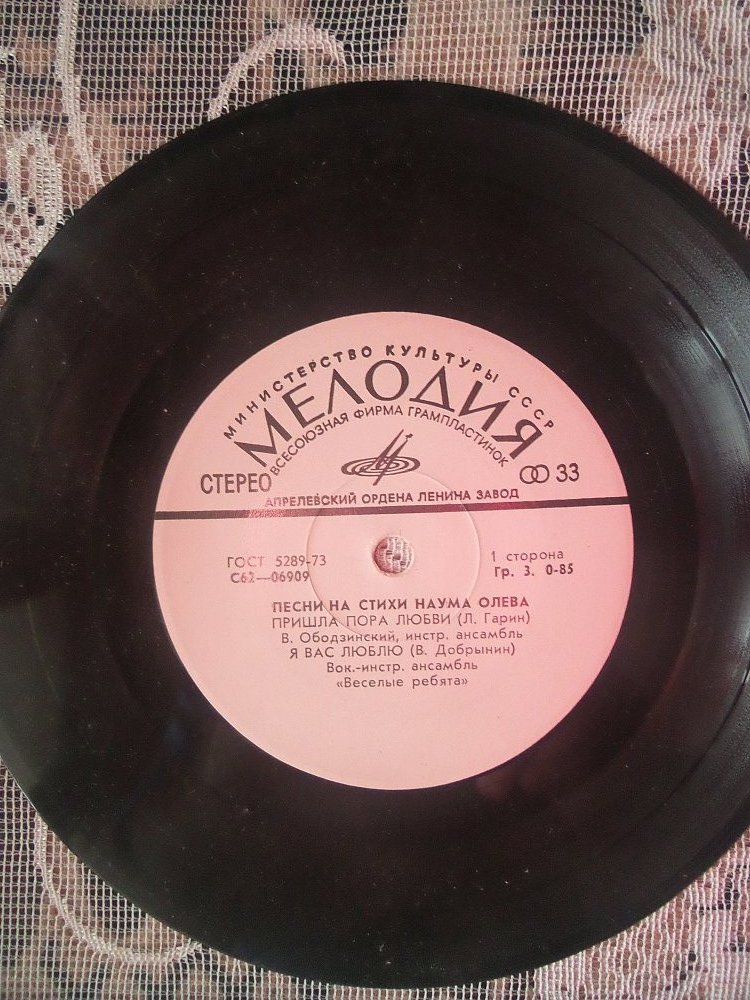 МИНИСТЕРСТВО КУЛЬТУРЫ СССР
МЕЛОДИЯ
ВСЕСОЮЗНАЯ ФИРМА ГРАМПЛАСТИНОК
СТЕРЕО
33
АПРЕЛЕВСКИЙ ОРДЕНА ЛЕНИНА ЗАВОД
ГОСТ 5289-73
1 сторона
С62—06909
Гр. 3. 0-85
ПЕСНИ НА СТИХИ НАУМА ОЛЕВА
ПРИШЛА ПОРА ЛЮБВИ (Л. Гарин)
В. Ободзинский, инстр. ансамбль
Я ВАС ЛЮБЛЮ (В. Добрынин)
Вок.-инстр. ансамбль
«Веселые ребята»